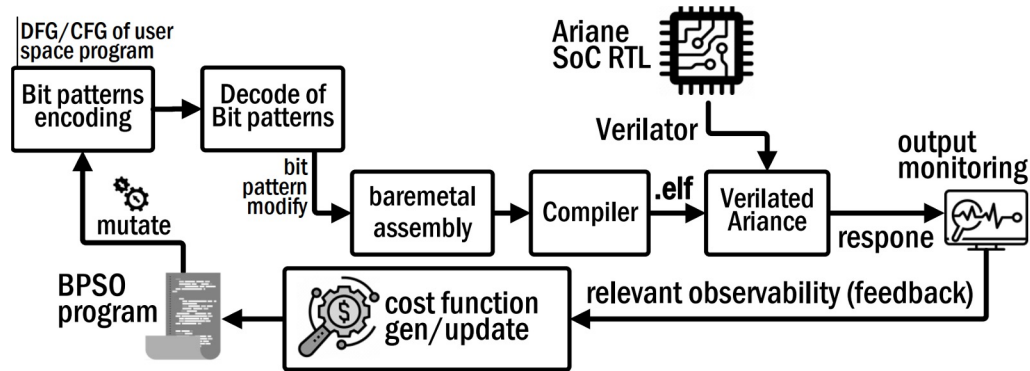 DFG/CFG of user
space program
Bit patterns
encoding
Decode of
Bit patterns
Ariane
SoC RTL
Verilator
output
monitoring
bit
pattern
modify
baremetal
assembly
Compiler
.elf
Verilated
Ariance
respone
mutate
BPSO
program
cost function
gen/update
relevant observability (feedback)